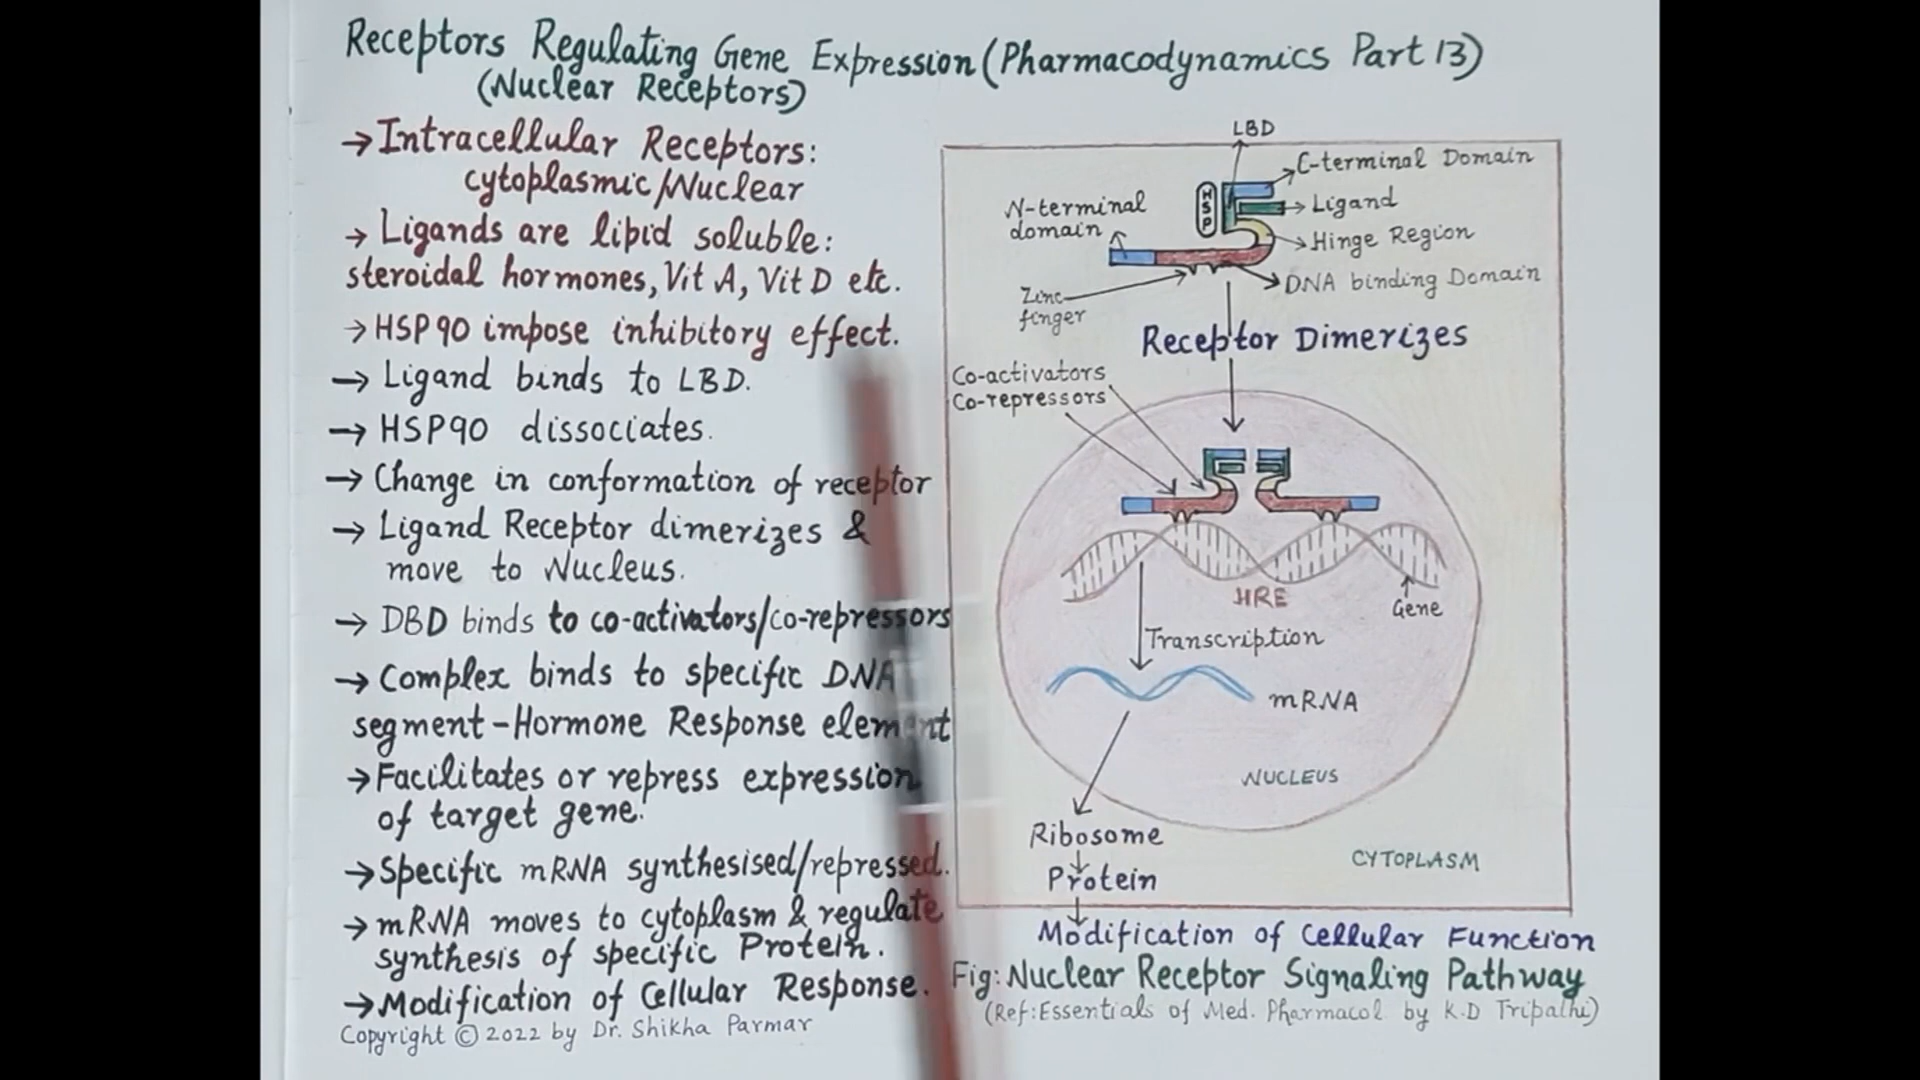 Receptors Regulating Gene Expression (Pharmacodynamics Part 13)
(Nuclear Receptors)
→ Intracellular Receptors:
cytoplasmic/Nuclear
→ Ligands are lipid soluble:
steroidal hormones, Vit A, Vit D etc.
→ HSP90 impose inhibitory effect.
→ Ligand binds to LBD.
→ HSP90 dissociates.
→ Change in conformation of receptor
→ Ligand Receptor dimerizes &
move to Nucleus.
→ DBD binds to co-activators/co-repressors
→ Complex binds to specific DNA
segment-Hormone Response element
→ Facilitates or repress expression
of target gene.
→ Specific mRNA synthesised/repressed.
→ mRNA moves to cytoplasm & regulate
synthesis of specific Protein.
→ Modification of Cellular Response.
Copyright © 2022 by Dr. Shikha Parmar
LBD
C-terminal Domain
HSP
Ligand
N-terminal
domain
Hinge Region
DNA binding Domain
Zinc
finger
Receptor Dimerizes
Co-activators
Co-repressors
HRE
Gene
Transcription
mRNA
NUCLEUS
Ribosome
CYTOPLASM
Protein
Modification of Cellular Function
Fig: Nuclear Receptor Signaling Pathway
(Ref: Essentials of Med. Pharmacol. by K.D Tripathi)